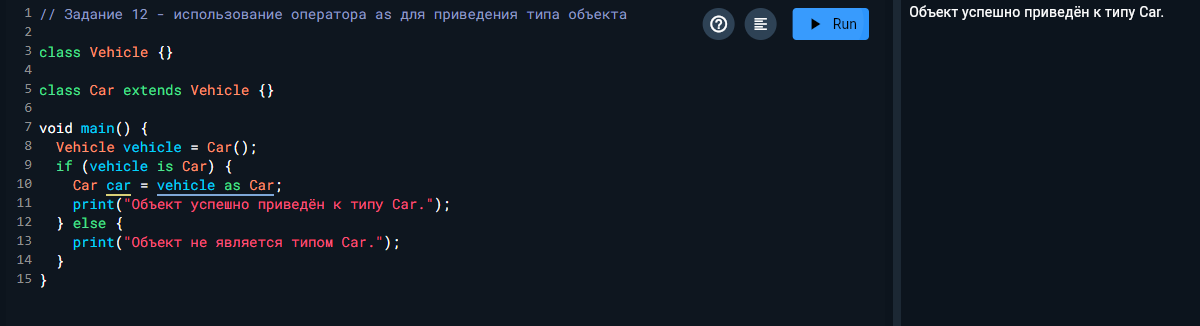 1 // Задание 12 - использование оператора as для приведения типа объекта
2
3 class Vehicle {}
4
5 class Car extends Vehicle {}
6
7 void main() {
8   Vehicle vehicle = Car();
9   if (vehicle is Car) {
10     Car car = vehicle as Car;
11     print("Объект успешно приведён к типу Car.");
12   } else {
13     print("Объект не является типом Car.");
14   }
15 }
Run
Объект успешно приведён к типу Car.